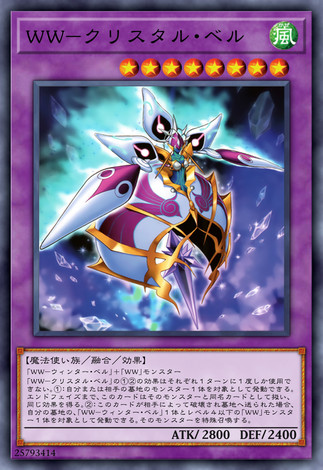 WW－クリスタル・ベル
風
【魔法使い族／融合／効果】
「WW－ウィンター・ベル」＋「WW」モンスター
「WW－クリスタル・ベル」の①②の効果はそれぞれ１ターンに１度しか使用で
きない。①：自分または相手の墓地のモンスター１体を対象として発動できる。
エンドフェイズまで、このカードはそのモンスターと同名カードとして扱い、
同じ効果を得る。②：このカードが相手によって破壊され墓地へ送られた場合、
自分の墓地の、「WW－ウィンター・ベル」１体とレベル４以下の「WW」モンスタ
ー１体を対象として発動できる。そのモンスターを特殊召喚する。
ATK/ 2800 DEF/2400
25793414